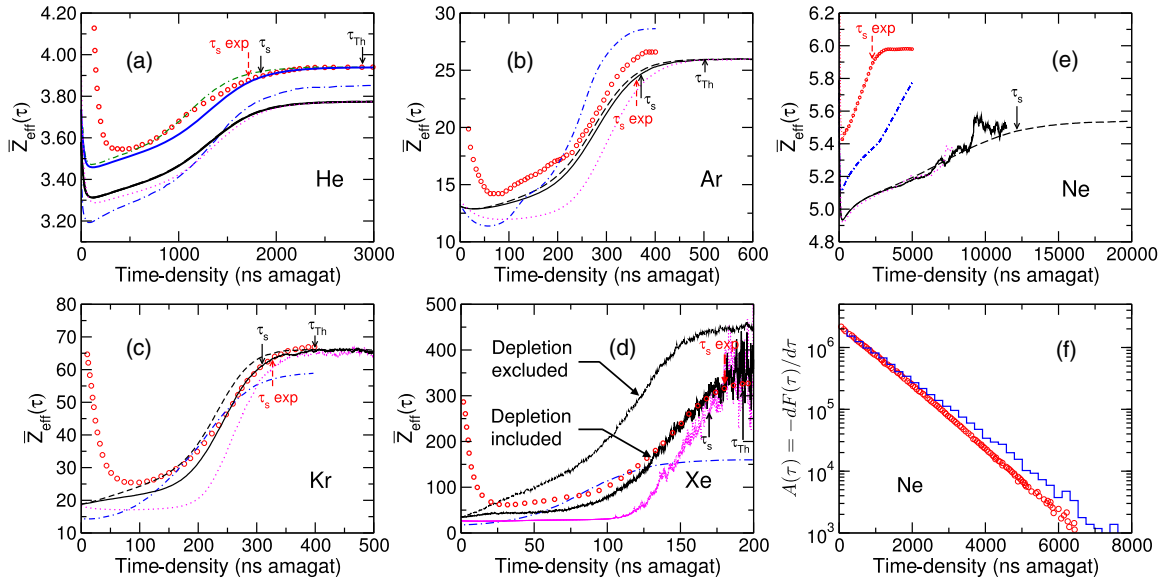 4.20
4.00
3.80
3.60
3.40
3.20
Z̄eff(τ)
(a)
τs exp
τs
τTh
He
0 1000 2000 3000
Time-density (ns amagat)
30
25
20
15
10
Z̄eff(τ)
(b)
τTh
τs
τs exp
Ar
0 100 200 300 400 500 600
Time-density (ns amagat)
6.2
6.0
5.8
5.6
5.4
5.2
5.0
4.8
Z̄eff(τ)
τs exp
(e)
τs
Ne
0 5000 10000 15000 20000
Time-density (ns amagat)
80
70
60
50
40
30
20
10
Z̄eff(τ)
(c)
τs
τTh
τs exp
Kr
0 100 200 300 400 500
Time-density (ns amagat)
500
400
300
250
200
150
100
50
0
Z̄eff(τ)
(d)
Depletion
excluded
τs exp
Depletion
included
τs
τTh
Xe
0 50 100 150 200
Time-density (ns amagat)
10⁶
10⁵
10⁴
10³
A(τ) = −dF(τ)/dτ
(f)
Ne
0 2000 4000 6000 8000
Time-density (ns amagat)